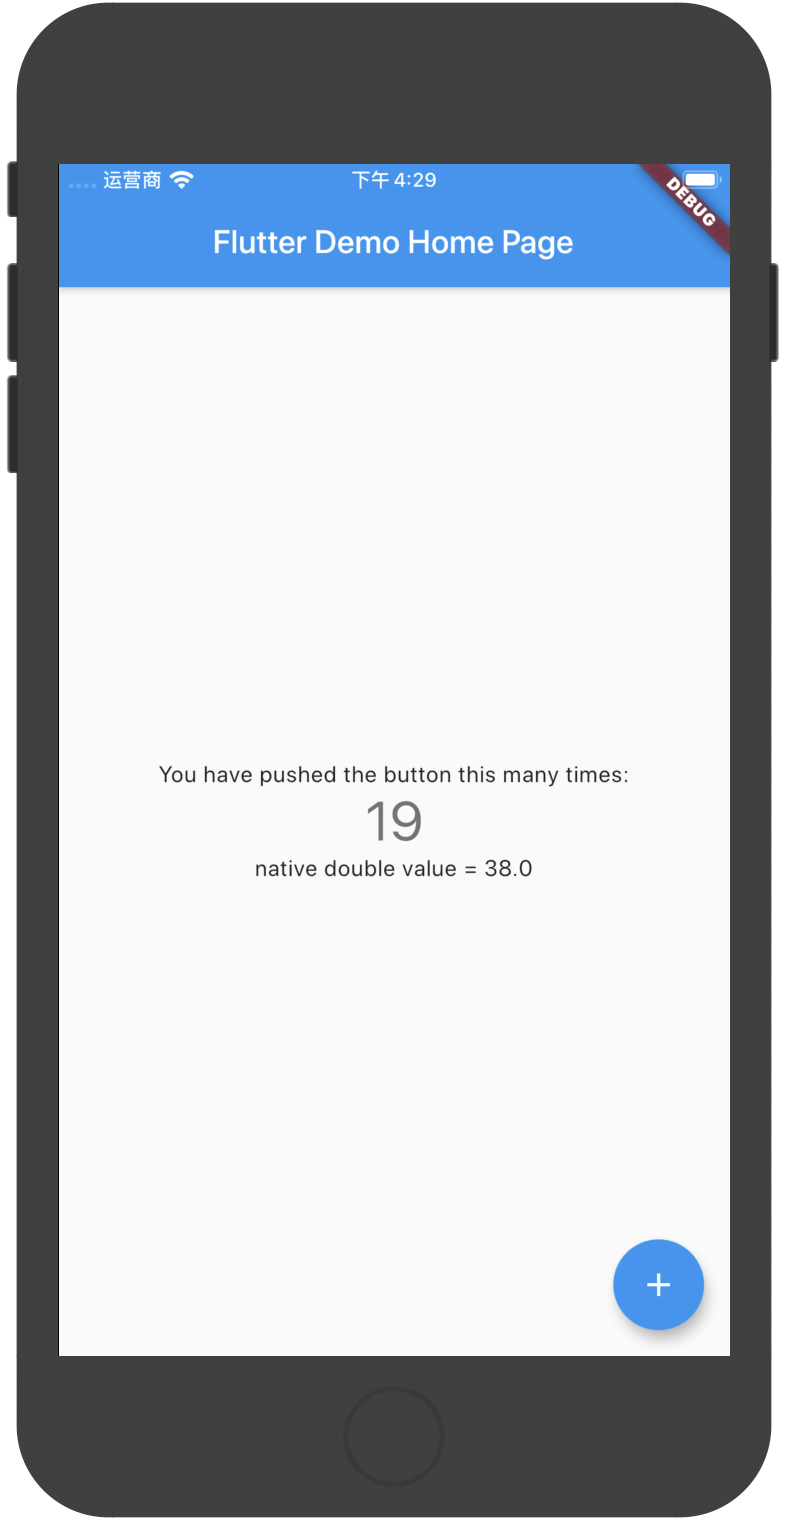 运营商
下午4:29
DEBUG
Flutter Demo Home Page
You have pushed the button this many times:
19
native double value = 38.0
+